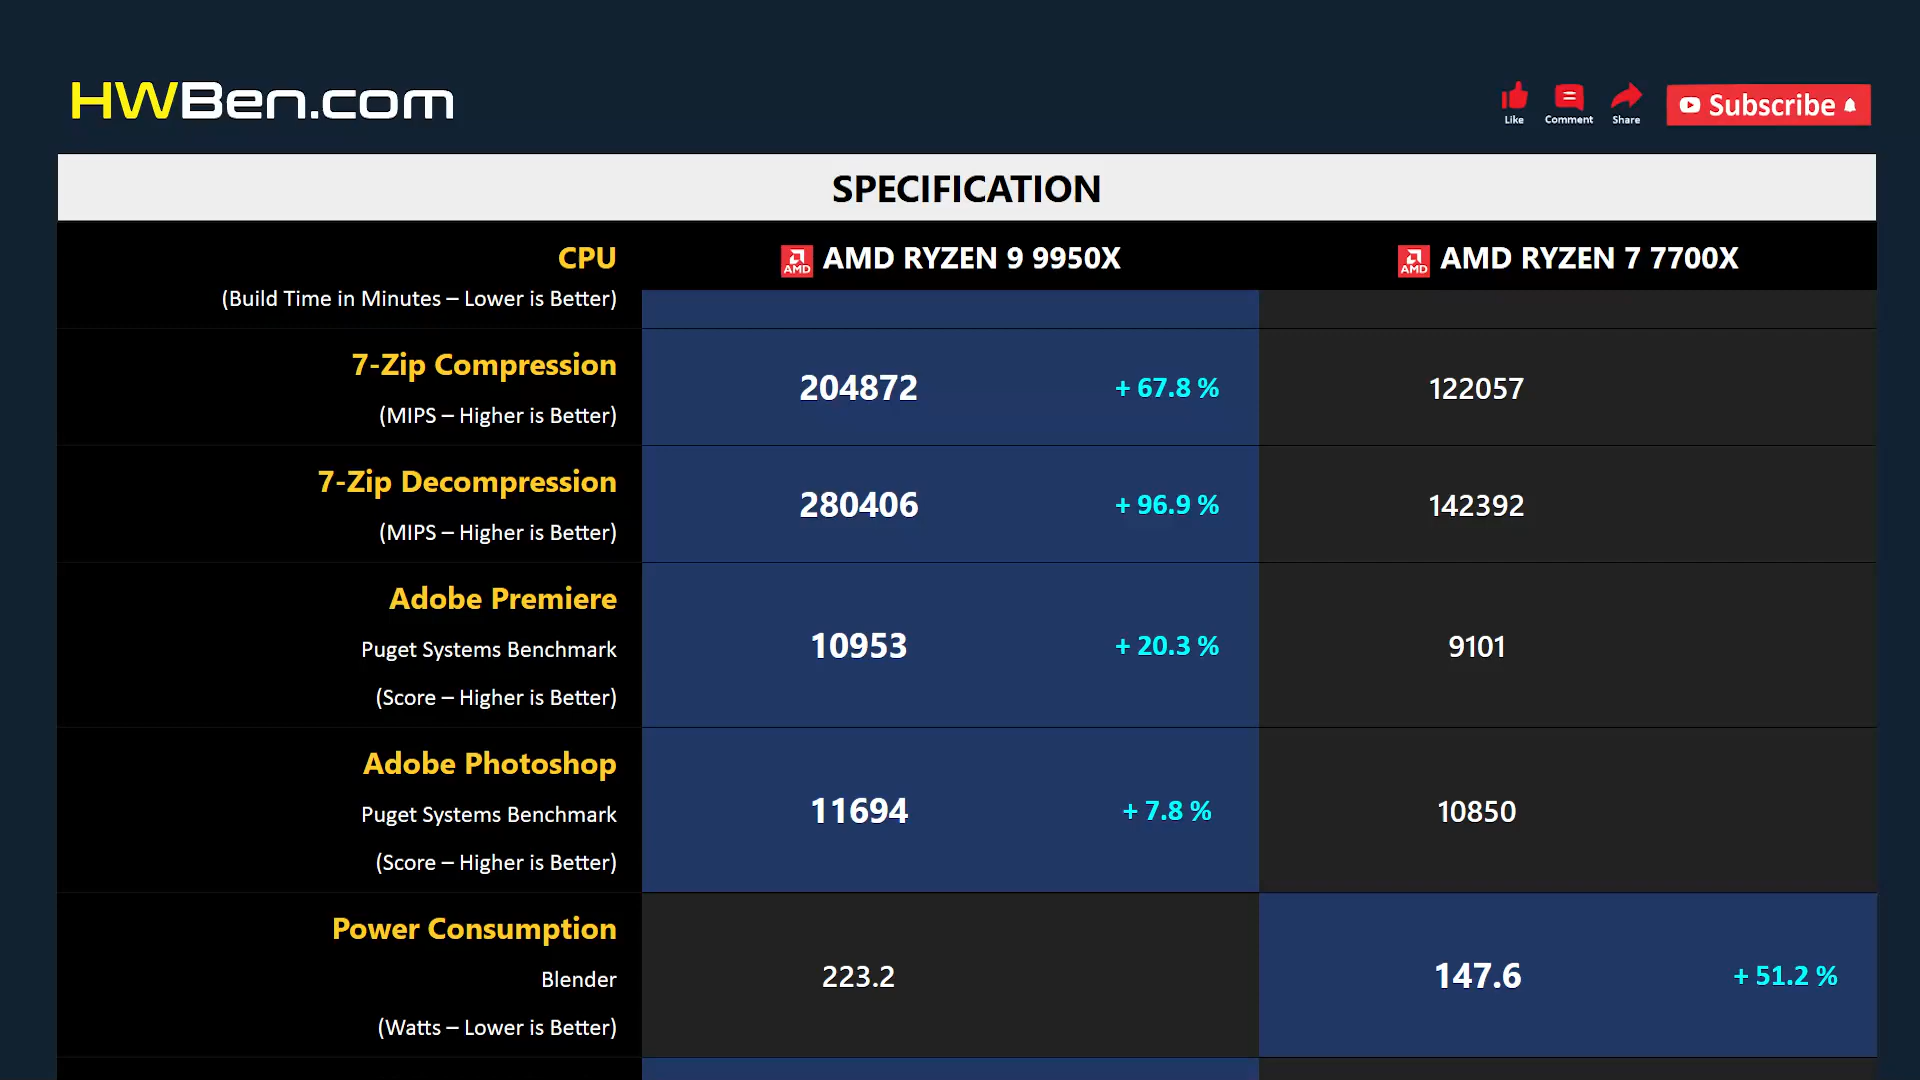 HWBen.com
Like
Comment
Share
Subscribe
SPECIFICATION
CPU
AMD AMD RYZEN 9 9950X
AMD AMD RYZEN 7 7700X
(Build Time in Minutes – Lower is Better)
7-Zip Compression
(MIPS – Higher is Better)
204872
+ 67.8 %
122057
7-Zip Decompression
(MIPS – Higher is Better)
280406
+ 96.9 %
142392
Adobe Premiere
Puget Systems Benchmark
(Score – Higher is Better)
10953
+ 20.3 %
9101
Adobe Photoshop
Puget Systems Benchmark
(Score – Higher is Better)
11694
+ 7.8 %
10850
Power Consumption
Blender
(Watts – Lower is Better)
223.2
147.6
+ 51.2 %